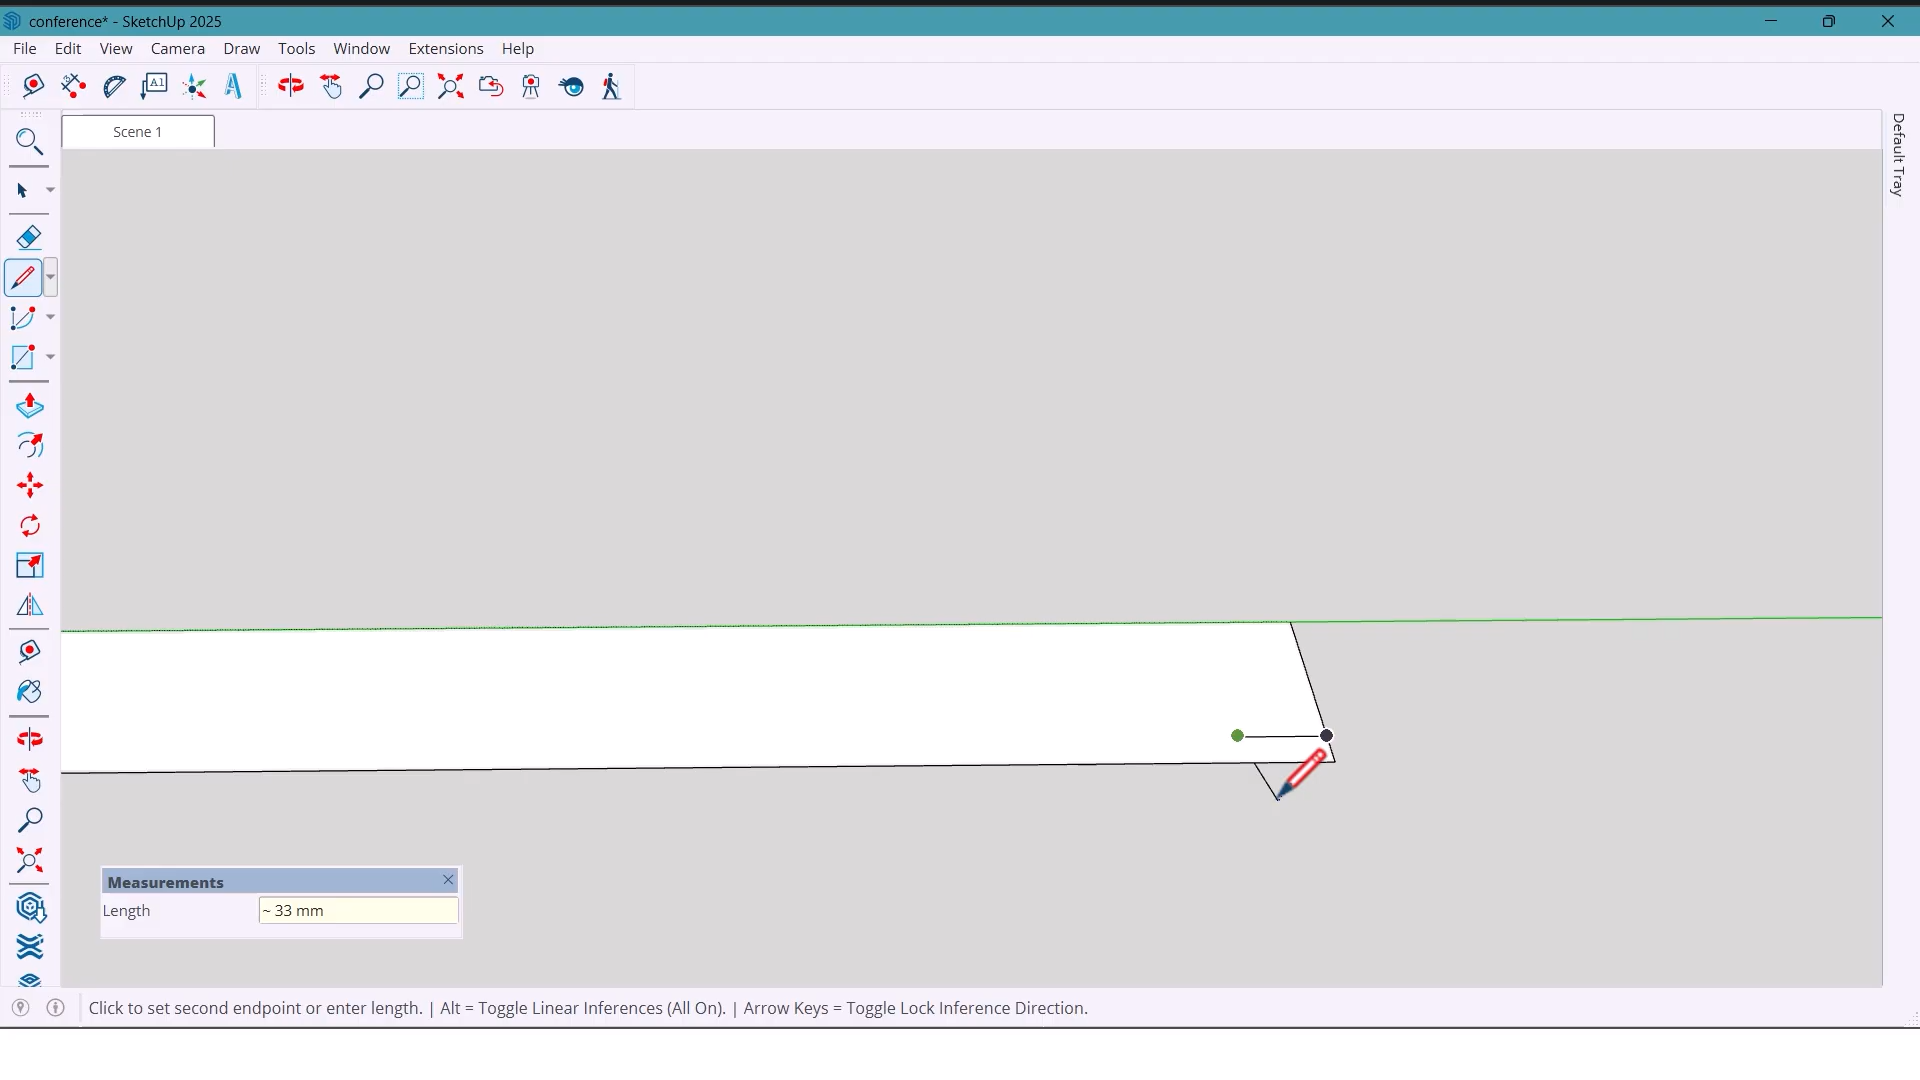 conference* - SketchUp 2025
File Edit View Camera Draw Tools Window Extensions Help
A1
Scene 1
Default Tray
Measurements
Length ~ 33 mm
Click to set second endpoint or enter length. | Alt = Toggle Linear Inferences (All On). | Arrow Keys = Toggle Lock Inference Direction.